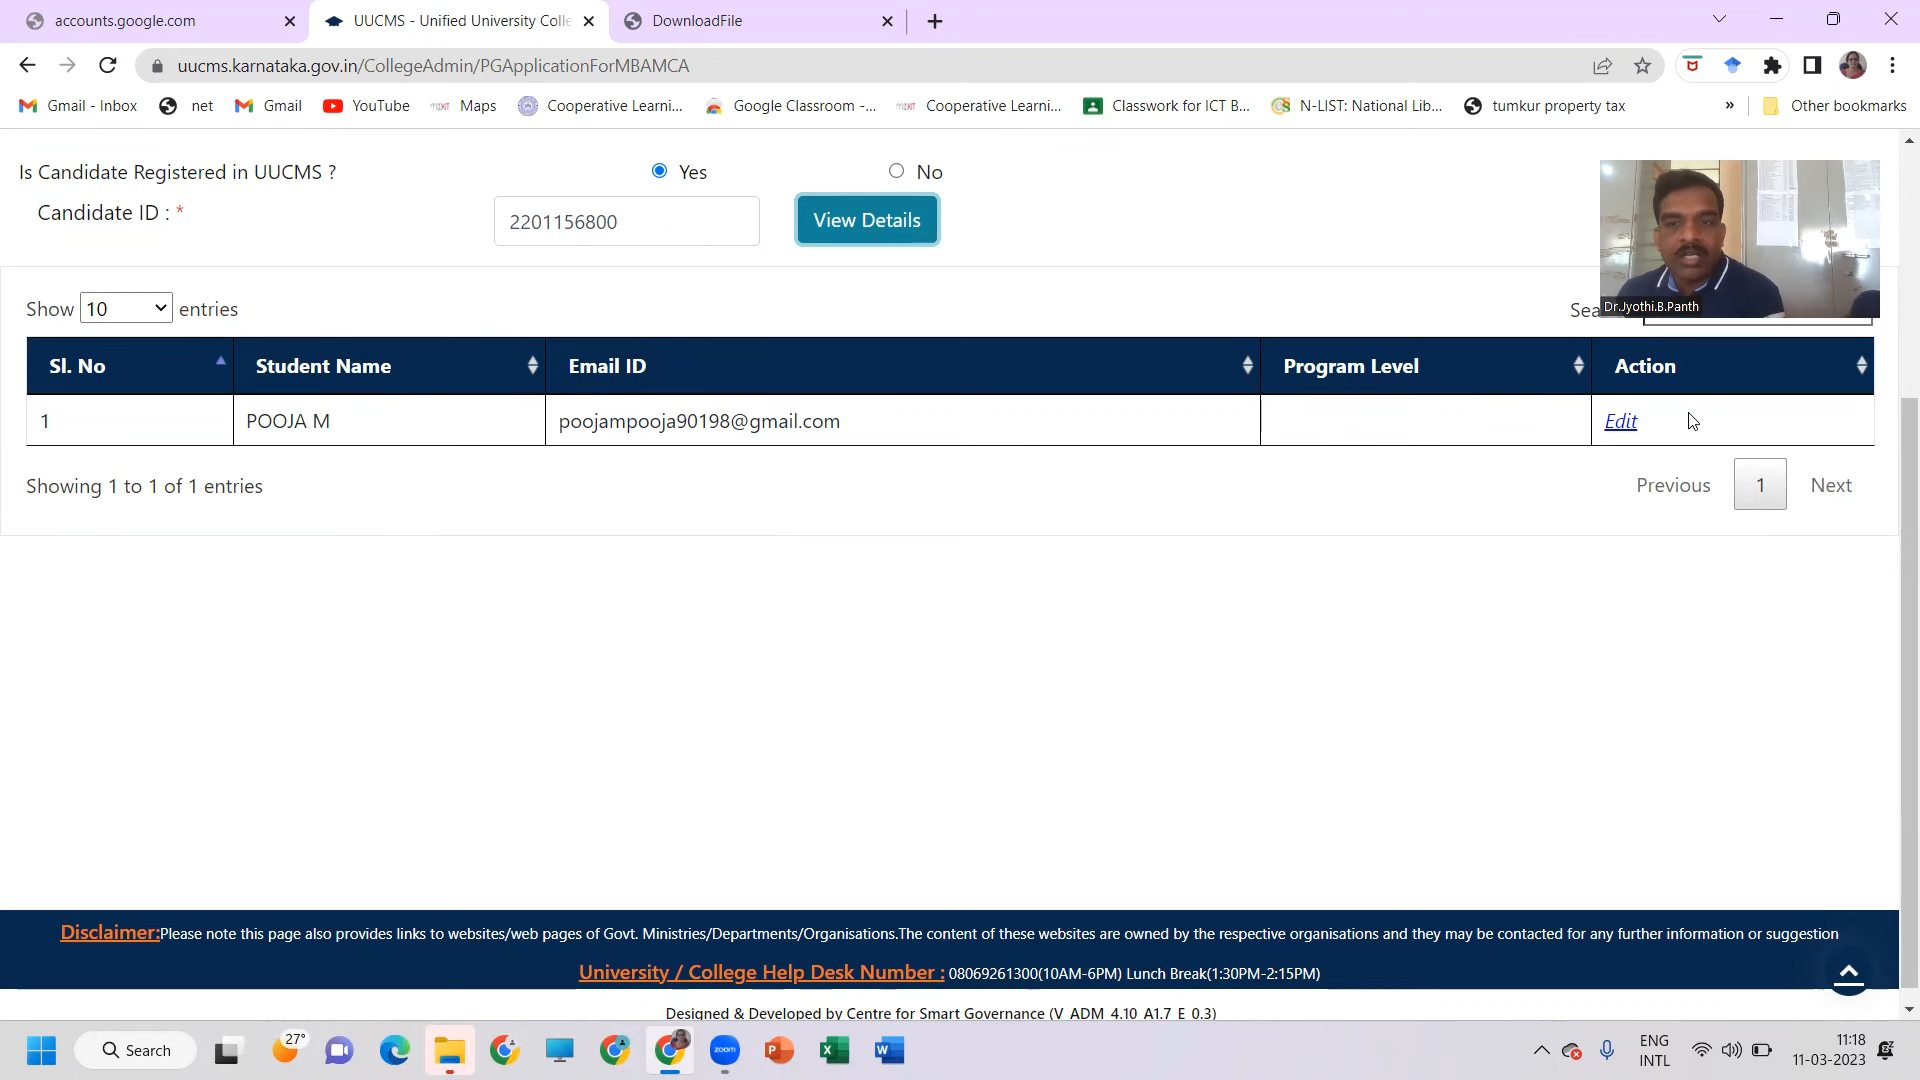 accounts.google.com
UUCMS - Unified University Colle
DownloadFile
uucms.karnataka.gov.in/CollegeAdmin/PGApplicationForMBAMCA
Gmail - Inbox
net
Gmail
YouTube
Maps
Cooperative Learni...
Google Classroom -...
Cooperative Learni...
Classwork for ICT B...
N-LIST: National Lib...
tumkur property tax
»
Other bookmarks
Is Candidate Registered in UUCMS ?
Yes
No
Candidate ID : *
2201156800
View Details
Dr.Jyothi.B.Panth
Show 10 entries
Sea
Sl. No
Student Name
Email ID
Program Level
Action
1
POOJA M
poojampooja90198@gmail.com
Edit
Showing 1 to 1 of 1 entries
Previous
1
Next
Disclaimer:Please note this page also provides links to websites/web pages of Govt. Ministries/Departments/Organisations.The content of these websites are owned by the respective organisations and they may be contacted for any further information or suggestion
University / College Help Desk Number : 08069261300(10AM-6PM) Lunch Break(1:30PM-2:15PM)
Designed & Developed by Centre for Smart Governance (V_ADM_4.10_A1.7_E_0.3)
Search
27°
zoom
ENG
INTL
11:18
11-03-2023